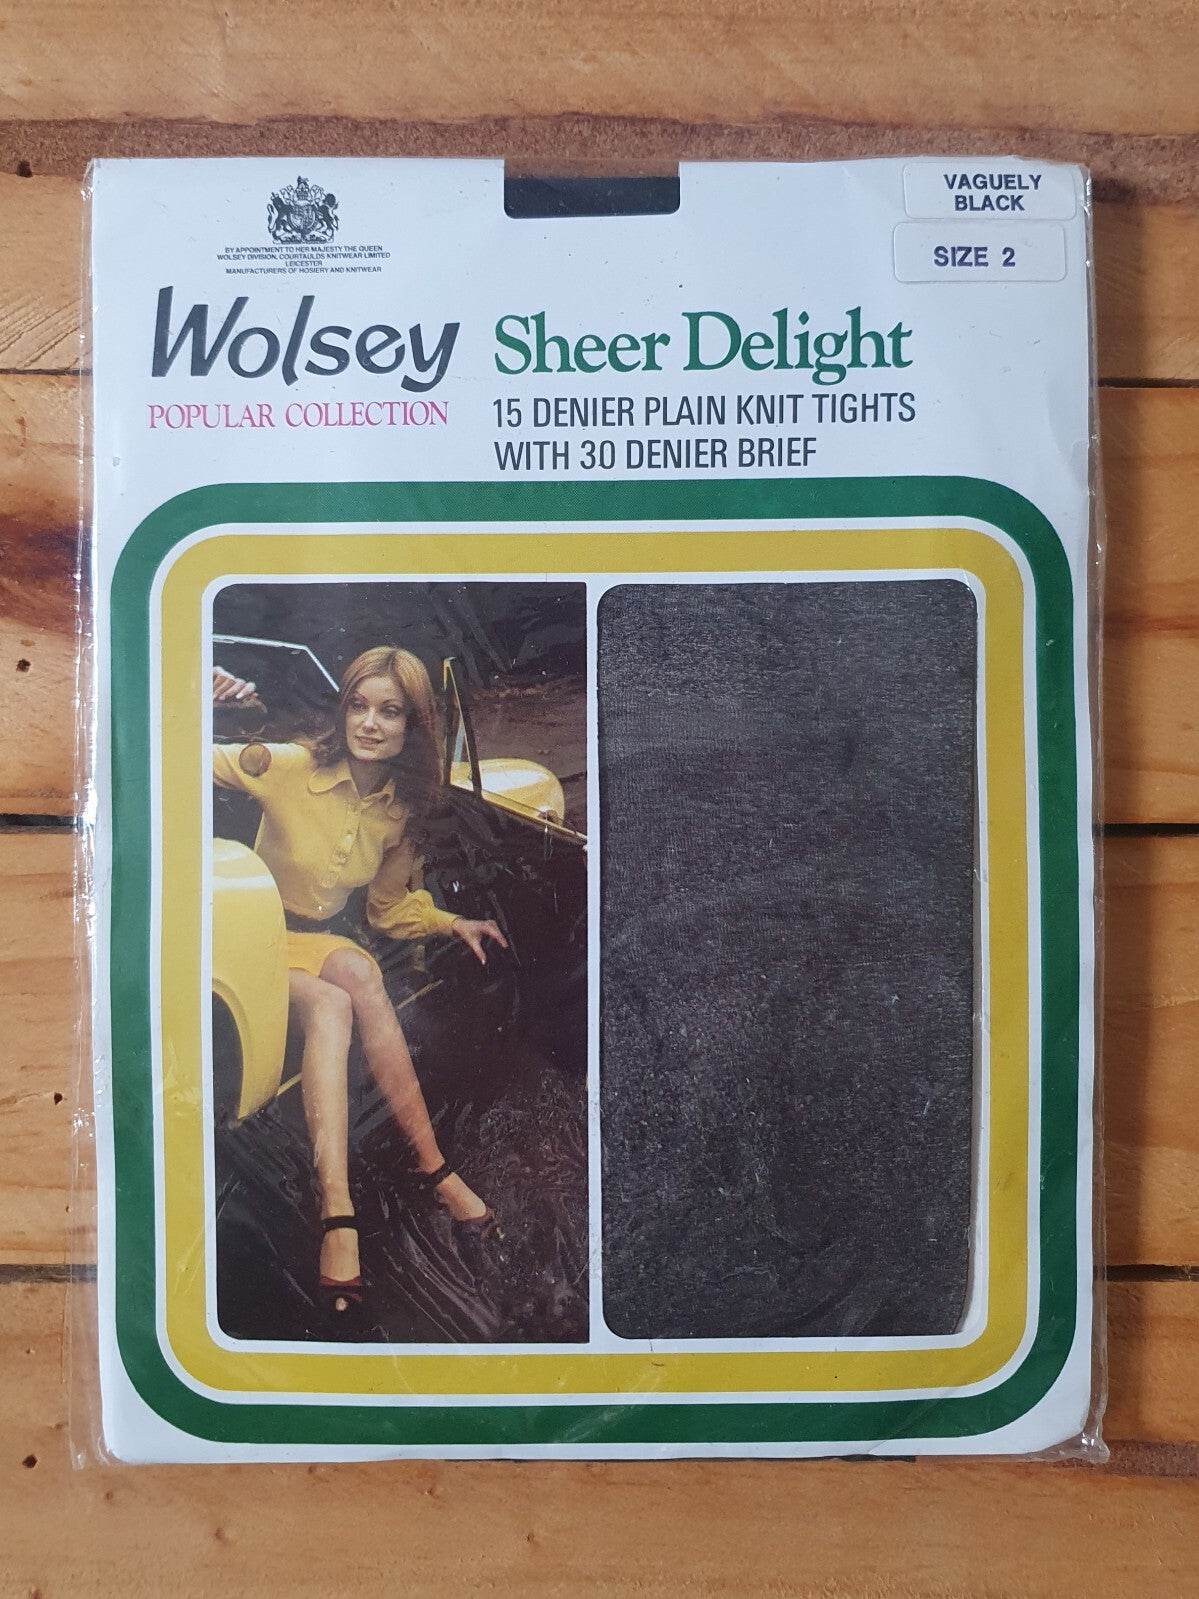 VAGUELY
BLACK
SIZE 2
BY APPOINTMENT TO HER MAJESTY THE QUEEN
WOLSEY DIVISION, COURTAULDS KNITWEAR LIMITED
LEICESTER
MANUFACTURERS OF HOSIERY AND KNITWEAR
Wolsey
POPULAR COLLECTION
Sheer Delight
15 DENIER PLAIN KNIT TIGHTS
WITH 30 DENIER BRIEF